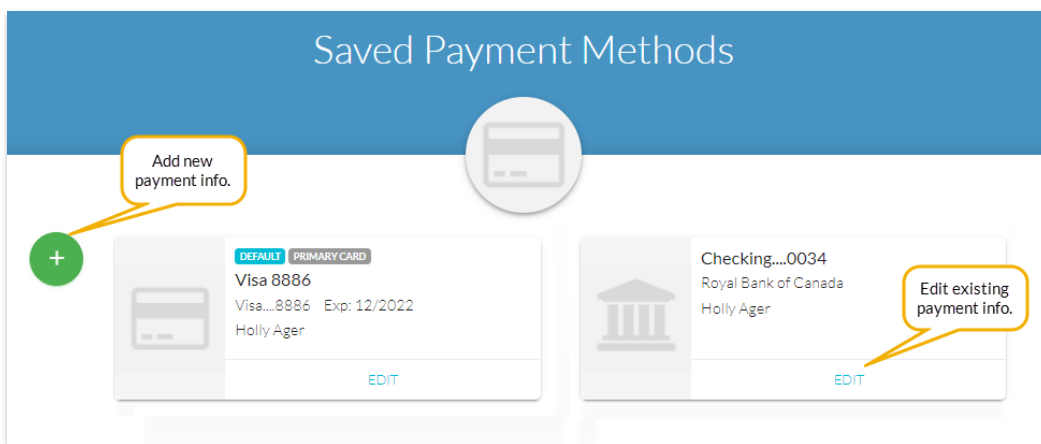 Saved Payment Methods
Add new
payment info.
+
DEFAULT PRIMARY CARD
Visa 8886
Visa....8886 Exp: 12/2022
Holly Ager
EDIT
Checking....0034
Royal Bank of Canada
Holly Ager
Edit existing
payment info.
EDIT